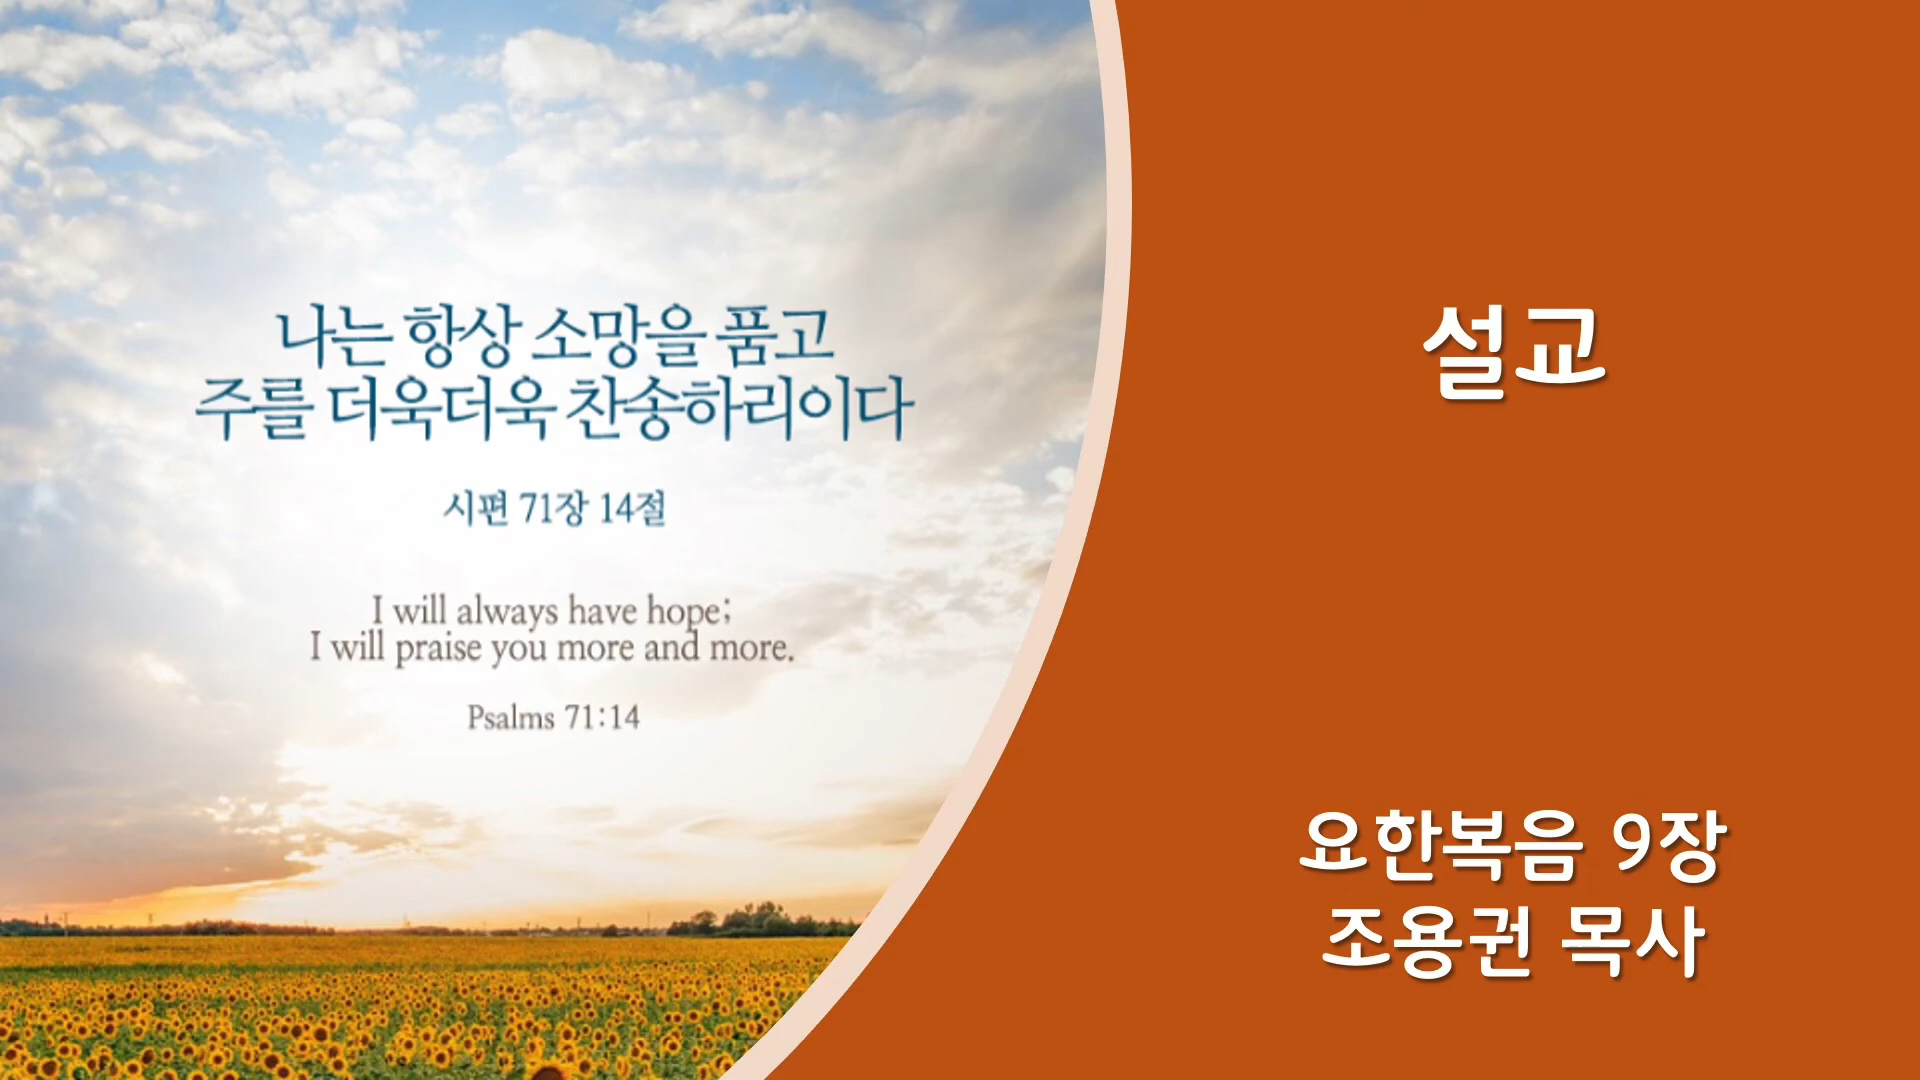 나는 항상 소망을 품고
주를 더욱더욱 찬송하리이다
시편 71장 14절
I will always have hope;
I will praise you more and more.
Psalms 71:14
설교
요한복음 9장
조용권 목사